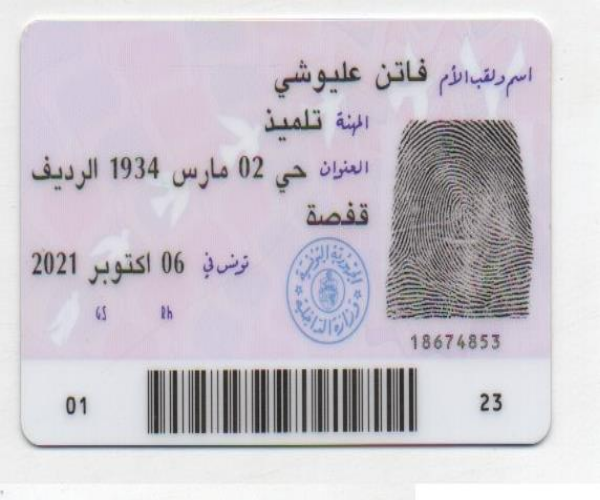 اسم ولقب الأم فاتن عليوشي
المهنة تلميذ
العنوان حي 02 مارس 1934 الرديف
قفصة
تونس في 06 اكتوبر 2021
GS Rh
الجمهورية التونسية
وزارة الداخلية
18674853
01 23